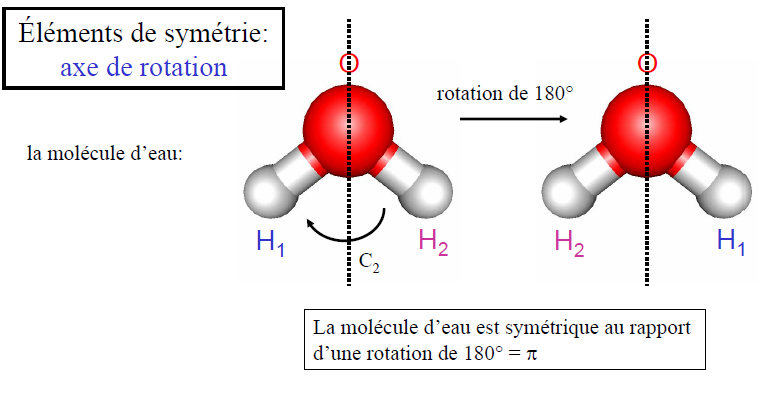 Éléments de symétrie:
axe de rotation
la molécule d’eau:
O
H₁
H₂
C₂
rotation de 180°
O
H₂
H₁
La molécule d’eau est symétrique au rapport
d’une rotation de 180° = π